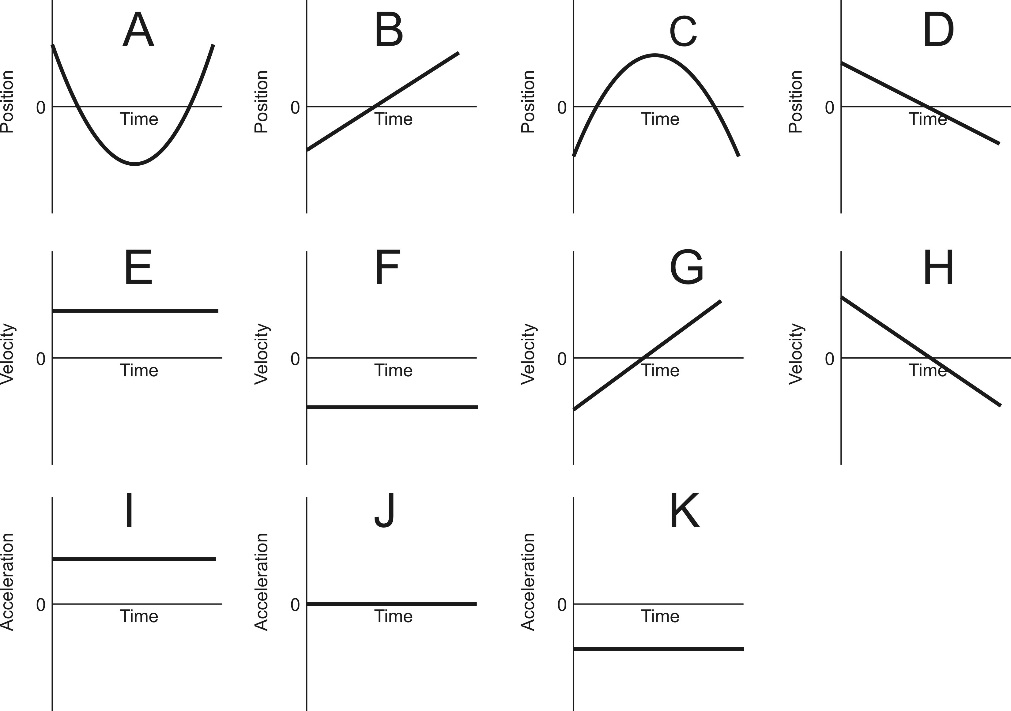 A
B
C
D
Position
0
Time
Position
0
Time
Position
0
Time
Position
0
Time
E
F
G
H
Velocity
0
Time
Velocity
0
Time
Velocity
0
Time
Velocity
0
Time
I
J
K
Acceleration
0
Time
Acceleration
0
Time
Acceleration
0
Time